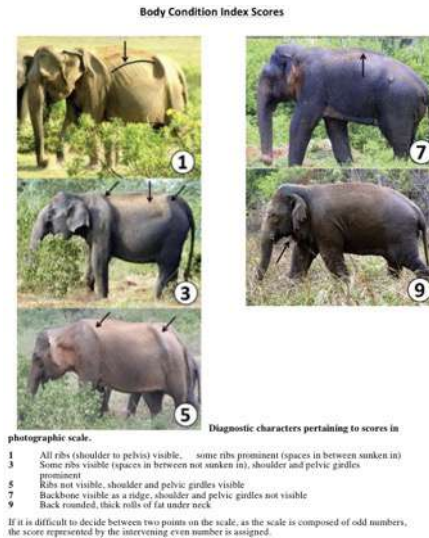 Body Condition Index Scores
1
7
3
9
5
Diagnostic characters pertaining to scores in
photographic scale.
1 All ribs (shoulder to pelvis) visible, some ribs prominent (spaces in between sunken in)
3 Some ribs visible (spaces in between not sunken in), shoulder and pelvic girdles
prominent
5 Ribs not visible, shoulder and pelvic girdles visible
7 Backbone visible as a ridge, shoulder and pelvic girdles not visible
9 Back rounded, thick rolls of fat under neck
If it is difficult to decide between two points on the scale, as the scale is composed of odd numbers,
the score represented by the intervening even number is assigned.